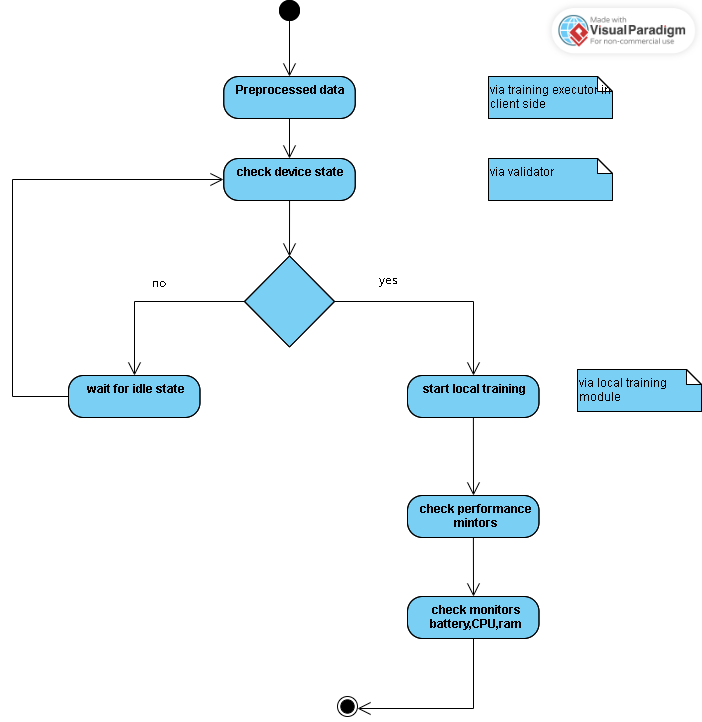 Made with
VisualParadigm
For non-commercial use
Preprocessed data
via training executor in
client side
check device state
via validator
no
yes
wait for idle state
start local training
via local training
module
check performance
mintors
check monitors
battery,CPU,ram